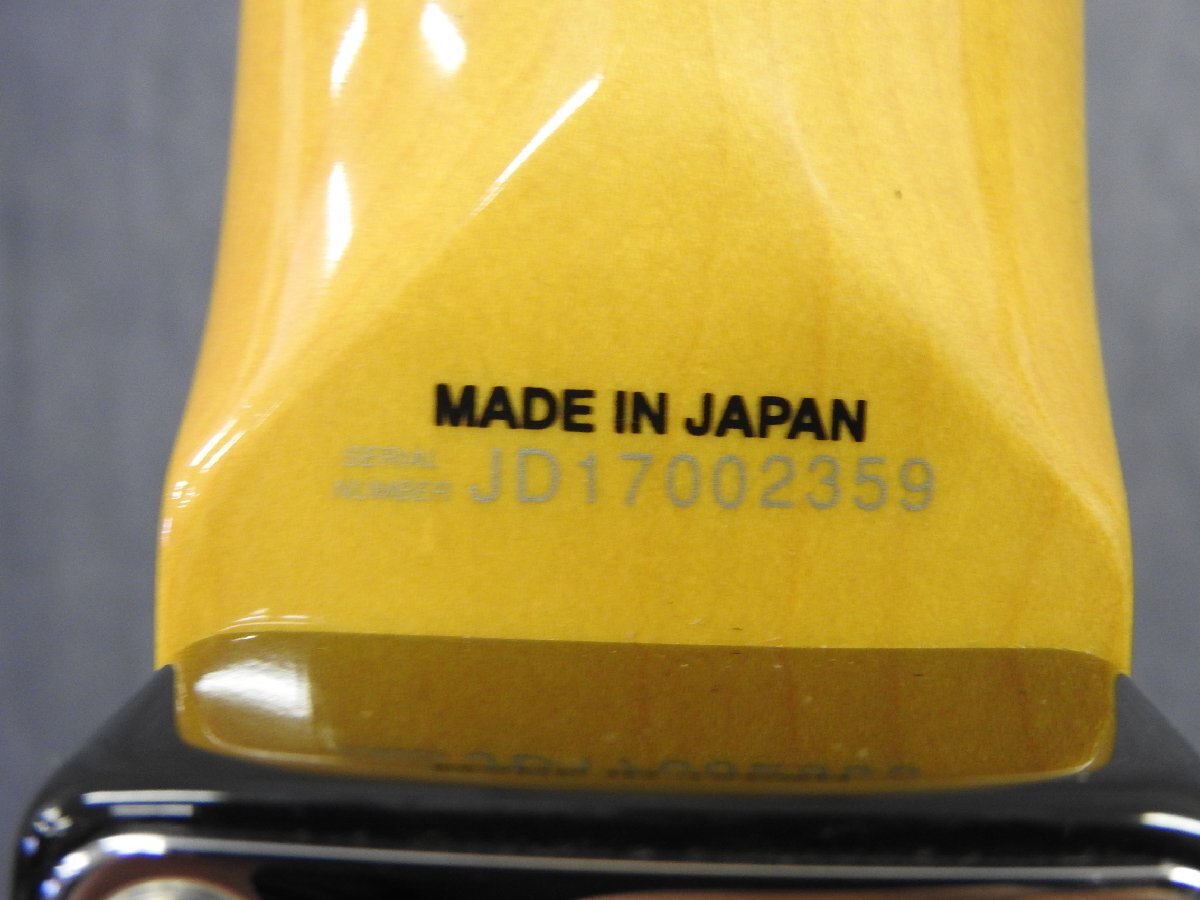 MADE IN JAPAN
SERIAL
NUMBER JD17002359